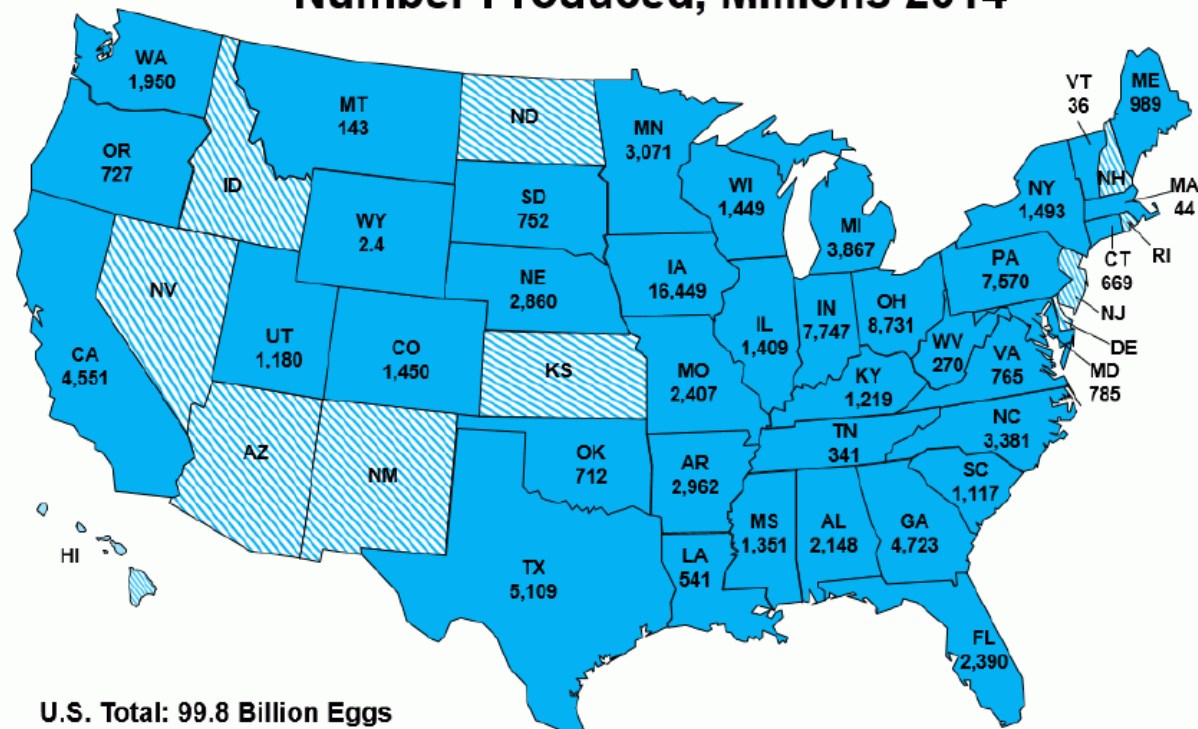 Number Produced, Millions 2014
WA
1,950
MT
143
ND
MN
3,071
VT
36
ME
989
OR
727
ID
SD
752
WI
1,449
NY
1,493
NH
MA
44
WY
2.4
MI
3,867
RI
CT
669
NV
NE
2,860
IA
16,449
PA
7,570
NJ
CA
4,551
UT
1,180
CO
1,450
KS
MO
2,407
IL
1,409
IN
7,747
OH
8,731
WV
270
VA
765
DE
MD
785
KY
1,219
AZ
NM
OK
712
AR
2,962
TN
341
NC
3,381
SC
1,117
HI
TX
5,109
LA
541
MS
1,351
AL
2,148
GA
4,723
FL
2,390
U.S. Total: 99.8 Billion Eggs